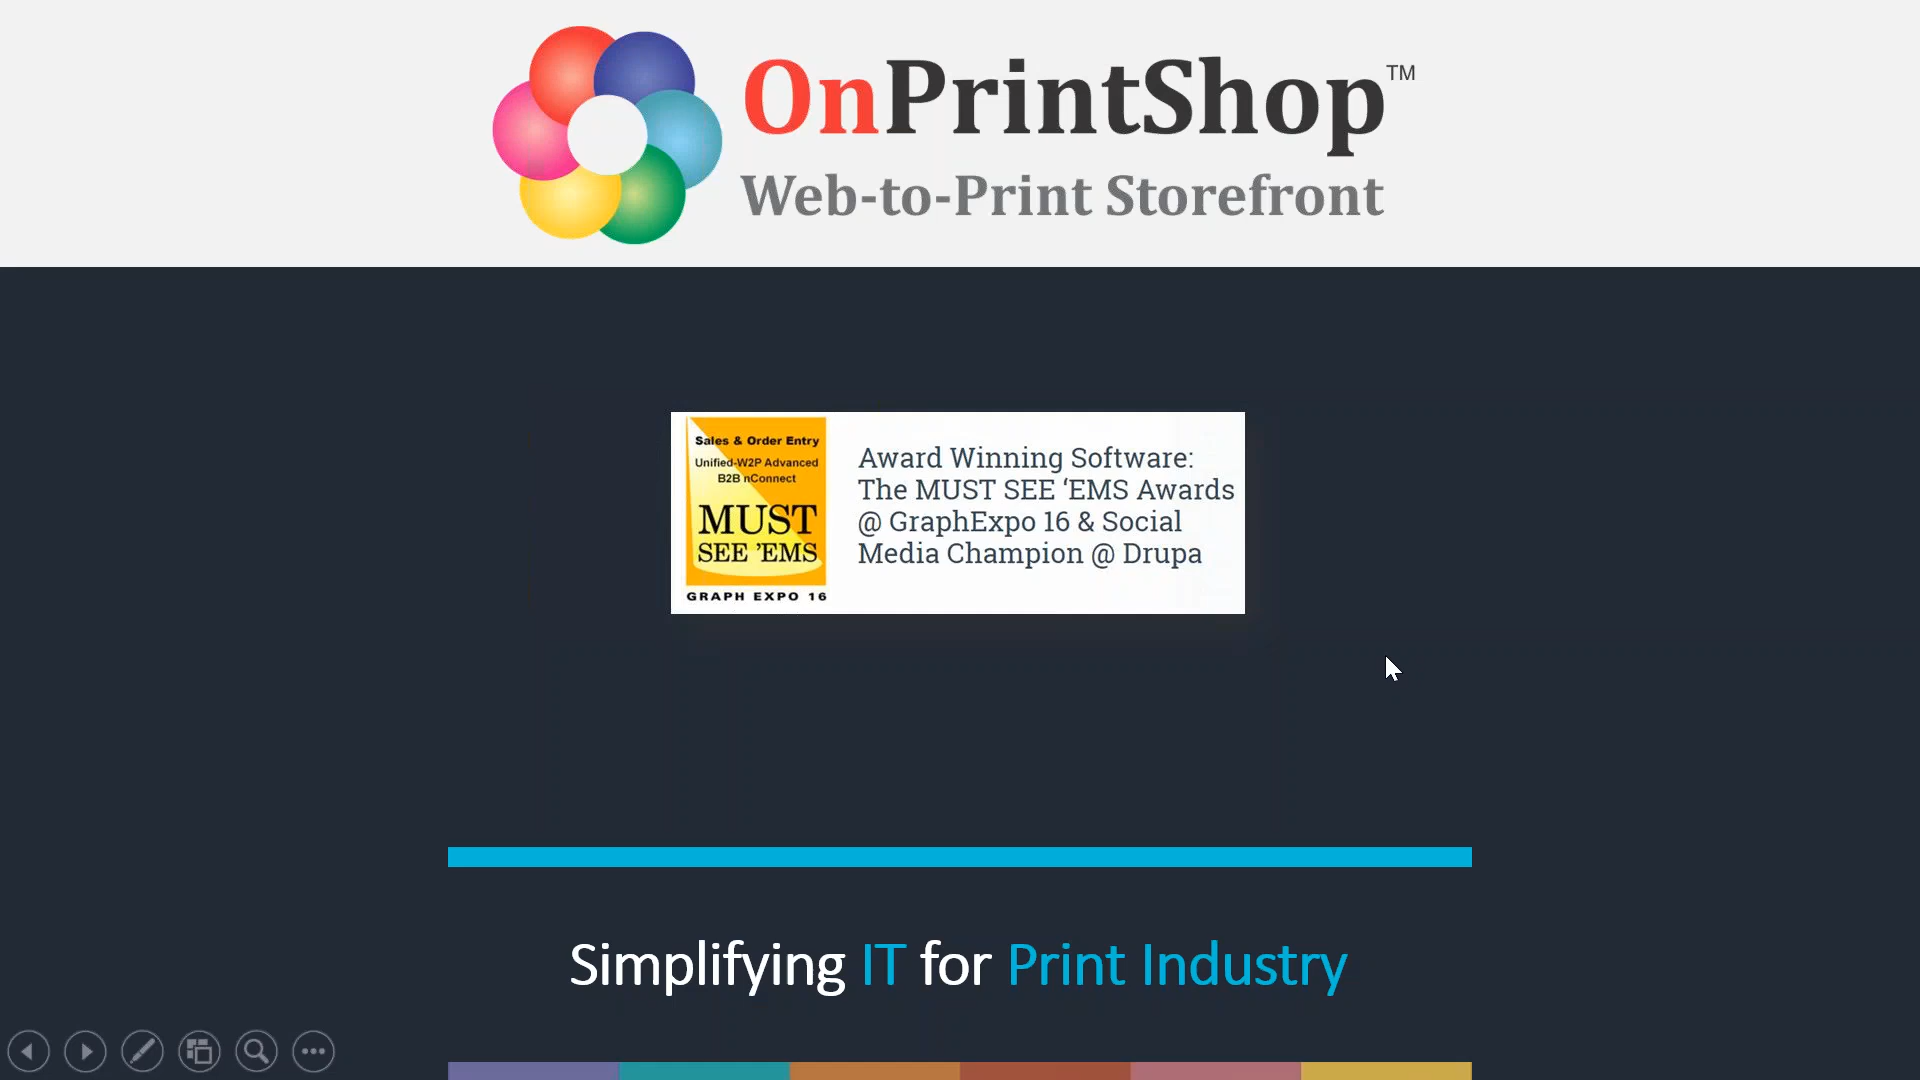 OnPrintShop™
Web-to-Print Storefront
Sales & Order Entry
Unified-W2P Advanced
B2B nConnect
MUST
SEE 'EMS
GRAPH EXPO 16
Award Winning Software:
The MUST SEE ‘EMS Awards
@ GraphExpo 16 & Social
Media Champion @ Drupa
Simplifying IT for Print Industry